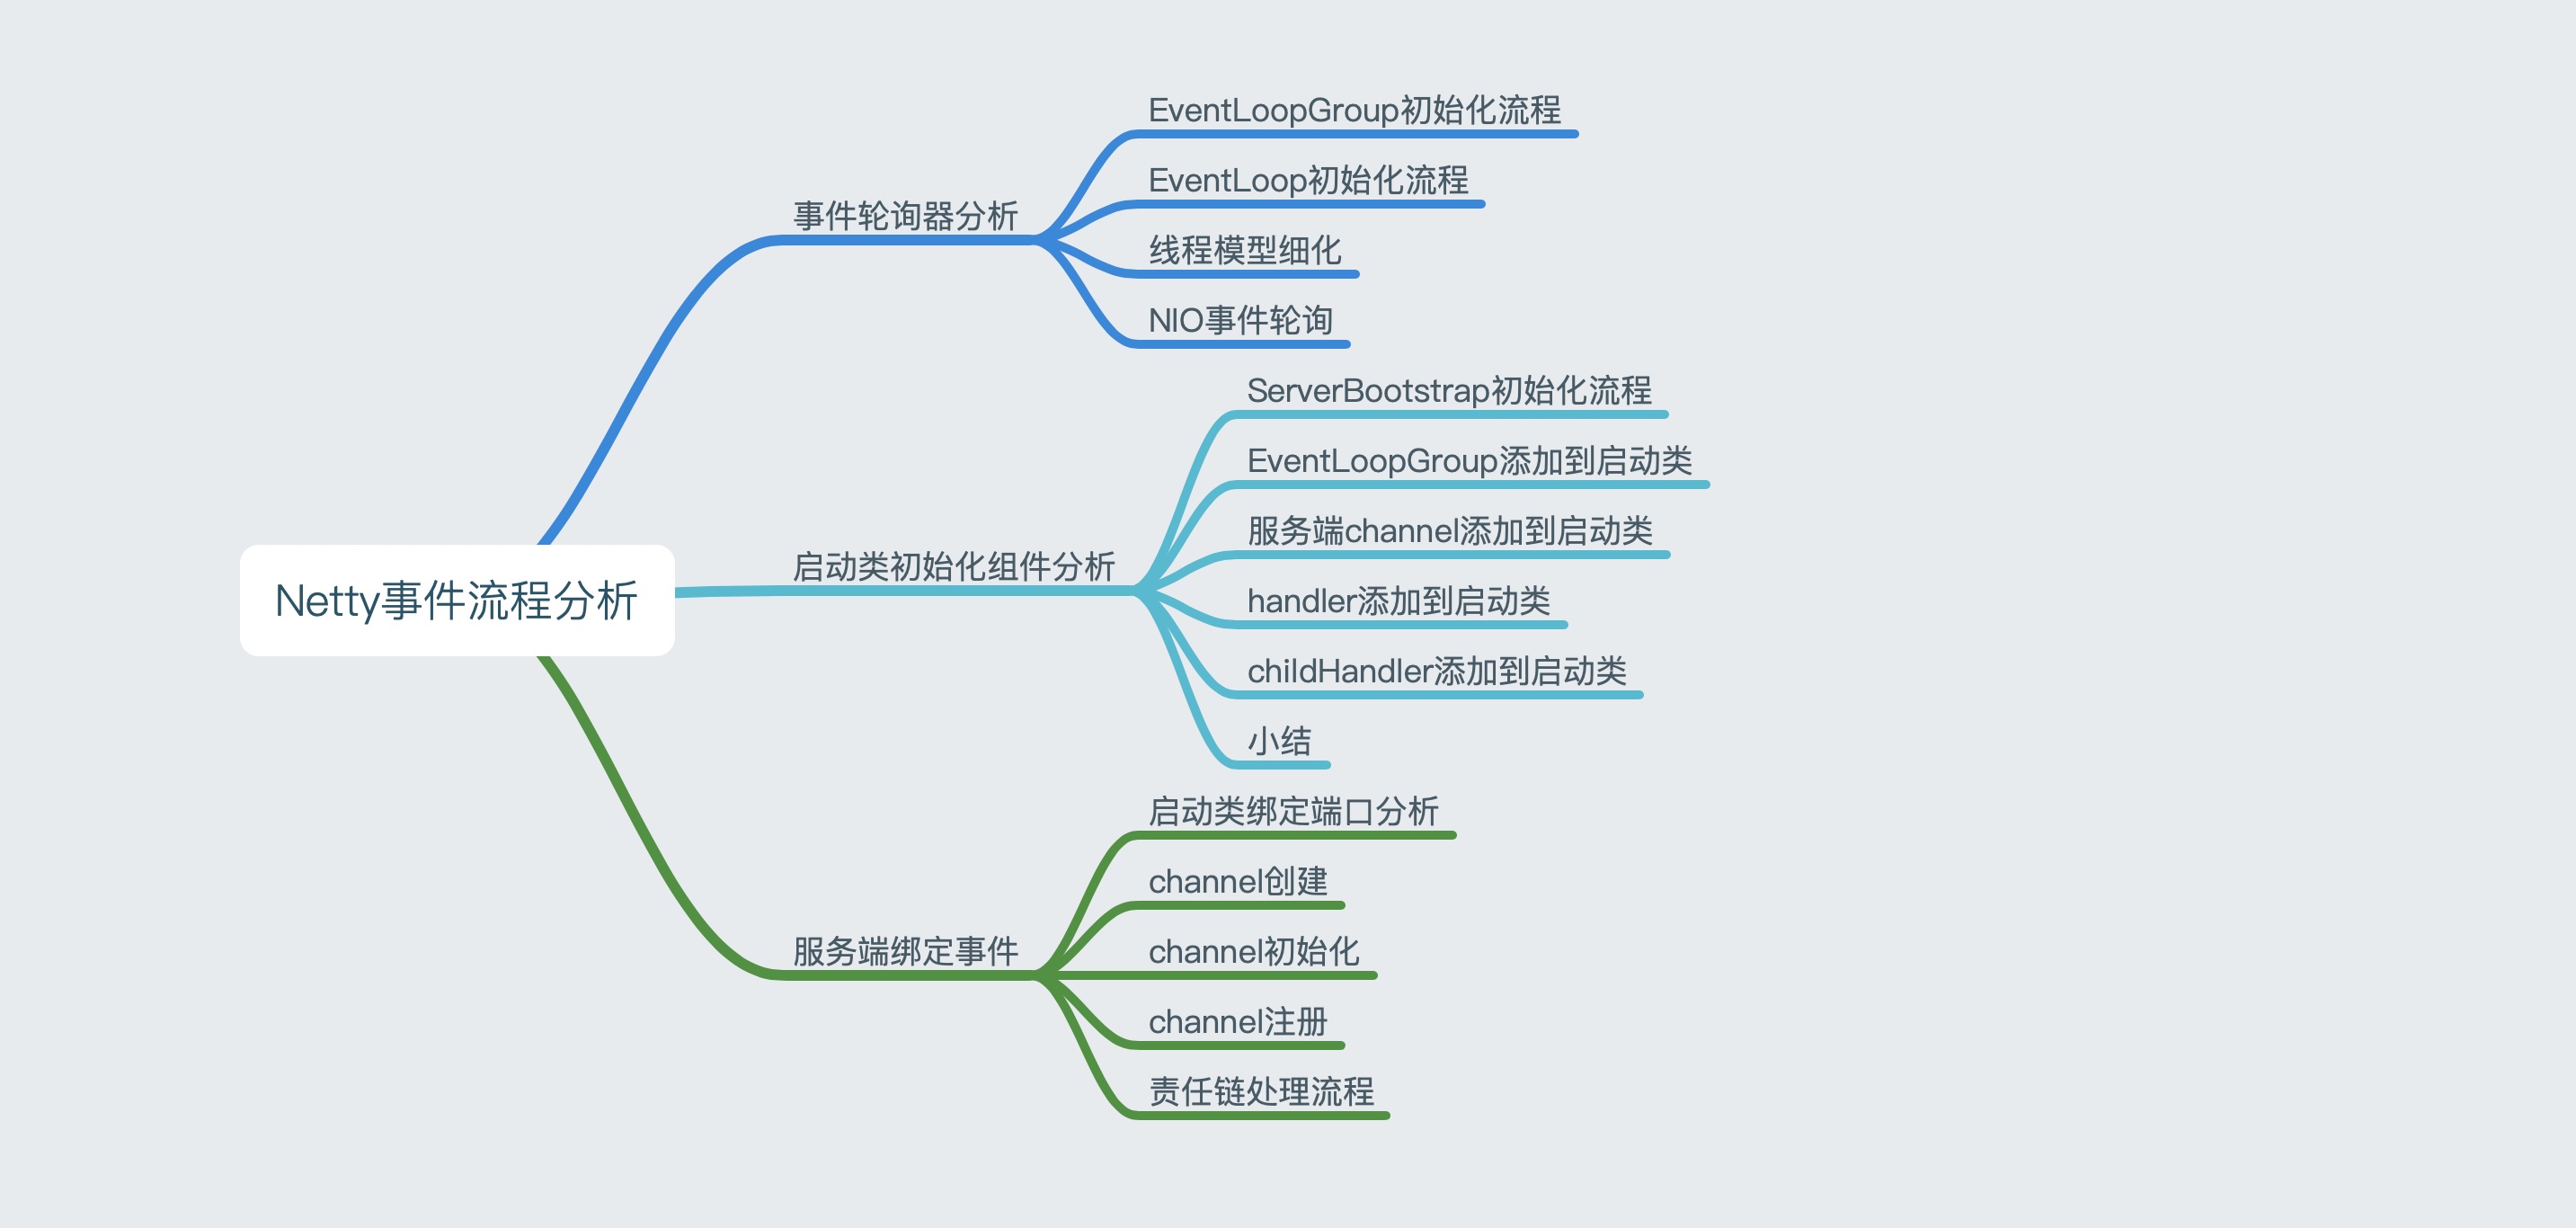 Netty事件流程分析
事件轮询器分析
EventLoopGroup初始化流程
EventLoop初始化流程
线程模型细化
NIO事件轮询
启动类初始化组件分析
ServerBootstrap初始化流程
EventLoopGroup添加到启动类
服务端channel添加到启动类
handler添加到启动类
childHandler添加到启动类
小结
服务端绑定事件
启动类绑定端口分析
channel创建
channel初始化
channel注册
责任链处理流程